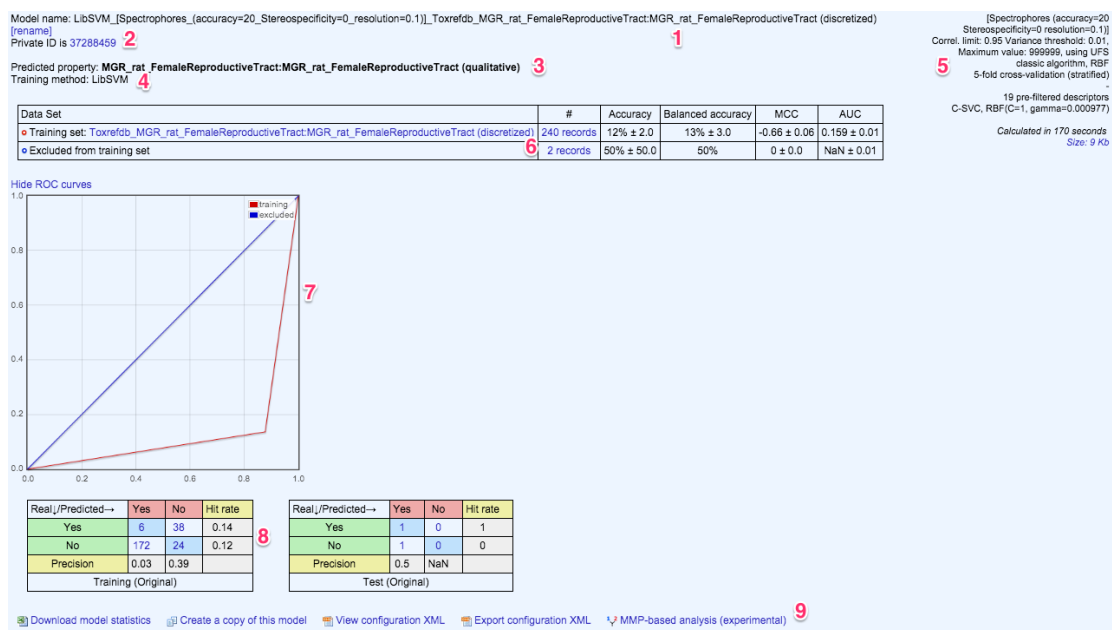 Model name: LibSVM_[Spectrophores_(accuracy=20_Stereospecificity=0_resolution=0.1)]_Toxrefdb_MGR_rat_FemaleReproductiveTract:MGR_rat_FemaleReproductiveTract (discretized)
[rename]
1
Private ID is 37288459 2
Predicted property: MGR_rat_FemaleReproductiveTract:MGR_rat_FemaleReproductiveTract (qualitative) 3
Training method: LibSVM 4
[Spectrophores (accuracy=20
Stereospecificity=0 resolution=0.1)]
Correl. limit: 0.95 Variance threshold: 0.01,
Maximum value: 999999, using UFS
classic algorithm, RBF
5
5-fold cross-validation (stratified)
-
19 pre-filtered descriptors
C-SVC, RBF(C=1, gamma=0.000977)
Calculated in 170 seconds
Size: 9 Kb
Data Set # Accuracy Balanced accuracy MCC AUC
Training set: Toxrefdb_MGR_rat_FemaleReproductiveTract:MGR_rat_FemaleReproductiveTract (discretized) 240 records 12% ± 2.0 13% ± 3.0 -0.66 ± 0.06 0.159 ± 0.01
Excluded from training set 6 2 records 50% ± 50.0 50% 0 ± 0.0 NaN ± 0.01
Hide ROC curves
1.0
training
excluded
0.8
7
0.6
0.4
0.2
0.0
0.0 0.2 0.4 0.6 0.8 1.0
Real↓/Predicted→ Yes No Hit rate
Yes 6 38 0.14
No 172 24 0.12
Precision 0.03 0.39
Training (Original)
8
Real↓/Predicted→ Yes No Hit rate
Yes 1 0 1
No 1 0 0
Precision 0.5 NaN
Test (Original)
Download model statistics Create a copy of this model View configuration XML Export configuration XML MMP-based analysis (experimental) 9